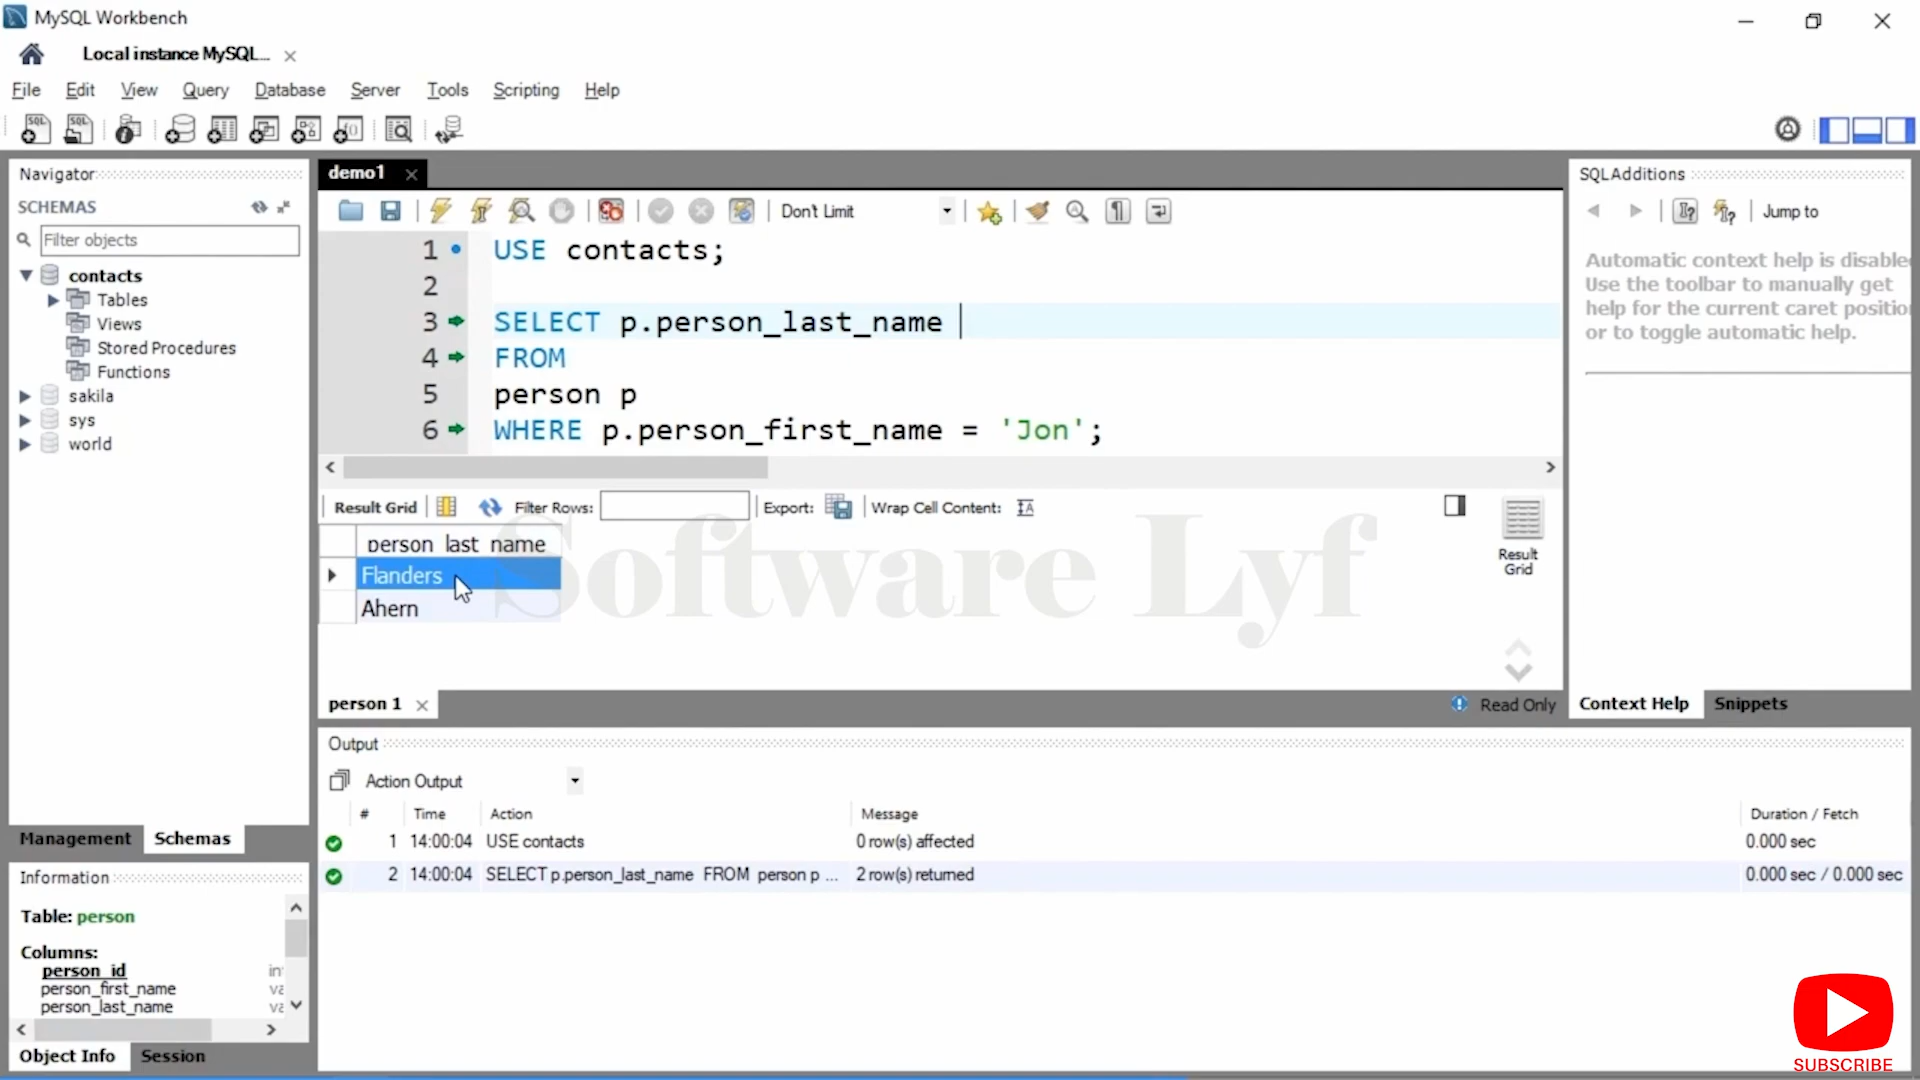 MySQL Workbench
Local instance MySQL...
File Edit View Query Database Server Tools Scripting Help
Navigator
SCHEMAS
Filter objects
contacts
Tables
Views
Stored Procedures
Functions
sakila
sys
world
Management Schemas
Information
Table: person
Columns:
person_id in
person_first_name va
person_last_name va
Object Info Session
demo1
Don't Limit
1 USE contacts;
2
3 SELECT p.person_last_name
4 FROM
5 person p
6 WHERE p.person_first_name = 'Jon';
Result Grid Filter Rows: Export: Wrap Cell Content:
person_last_name
Flanders
Ahern
Software Lyf
Result
Grid
person 1
Read Only
SQLAdditions
Jump to
Automatic context help is disable
Use the toolbar to manually get
help for the current caret positio
or to toggle automatic help.
Context Help Snippets
Output
Action Output
# Time Action Message Duration / Fetch
1 14:00:04 USE contacts 0 row(s) affected 0.000 sec
2 14:00:04 SELECT p.person_last_name FROM person p ... 2 row(s) returned 0.000 sec / 0.000 sec
SUBSCRIBE